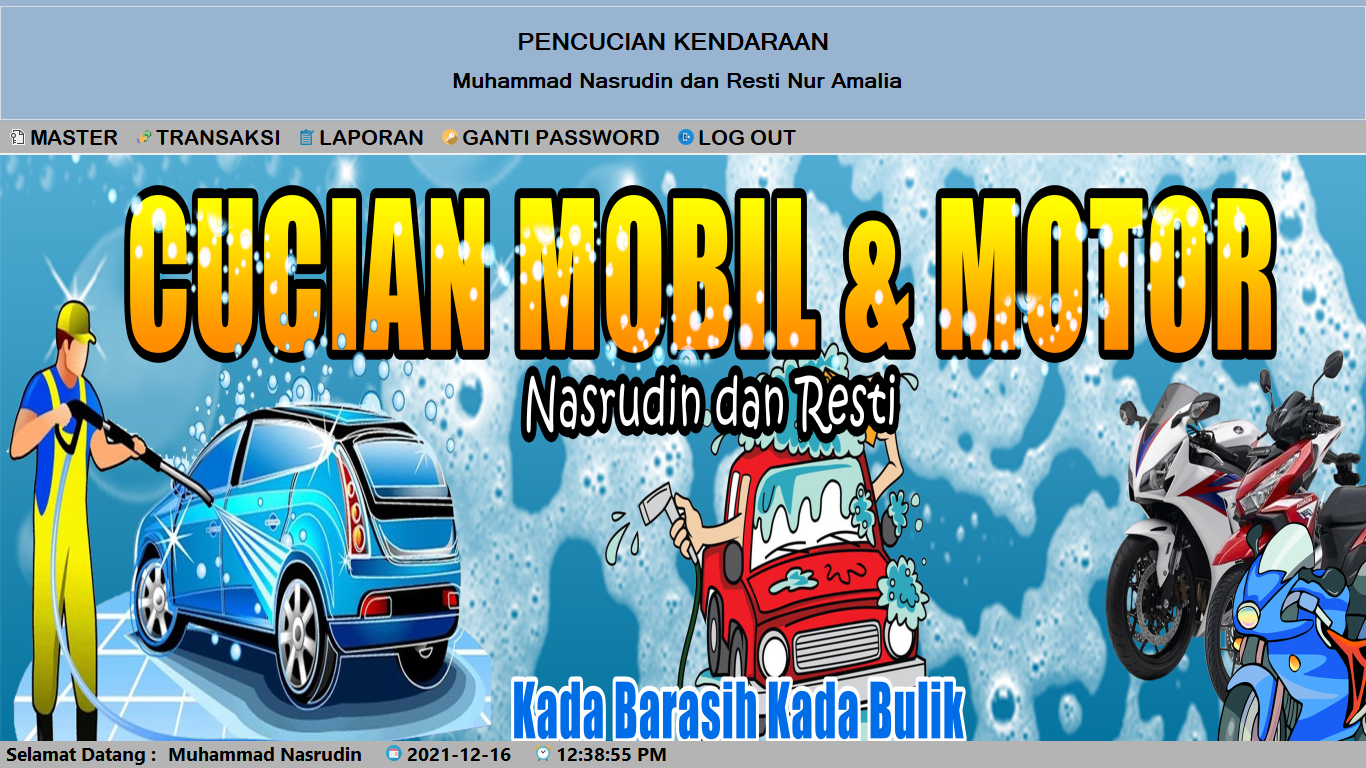 PENCUCIAN KENDARAAN
Muhammad Nasrudin dan Resti Nur Amalia
MASTER TRANSAKSI LAPORAN GANTI PASSWORD LOG OUT
CUCIAN MOBIL & MOTOR
Nasrudin dan Resti
Kada Barasih Kada Bulik
Selamat Datang : Muhammad Nasrudin 2021-12-16 12:38:55 PM